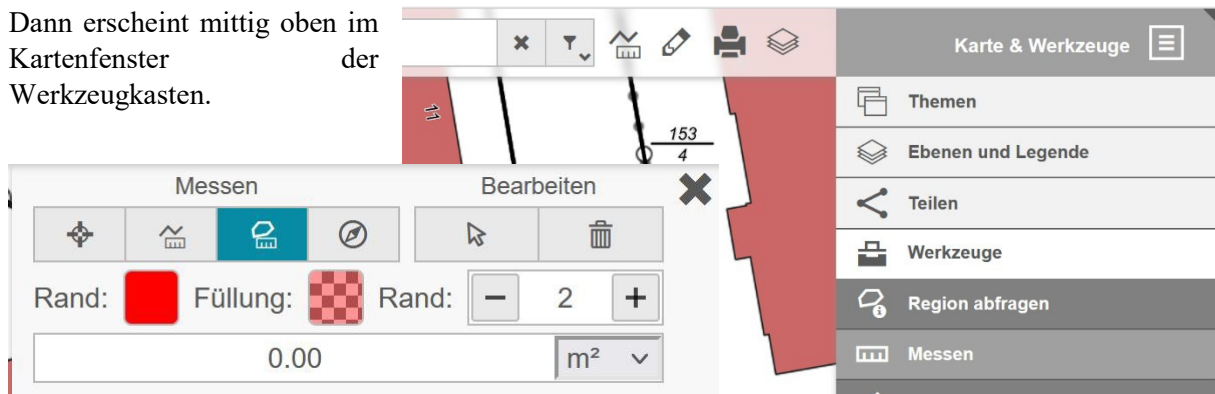 Dann erscheint mittig oben im
Kartenfenster der
Werkzeugkasten.
Karte & Werkzeuge
Themen
Ebenen und Legende
Teilen
Werkzeuge
Region abfragen
Messen
11
153
4
Messen Bearbeiten
Rand: Füllung: Rand: 2
0.00 m²